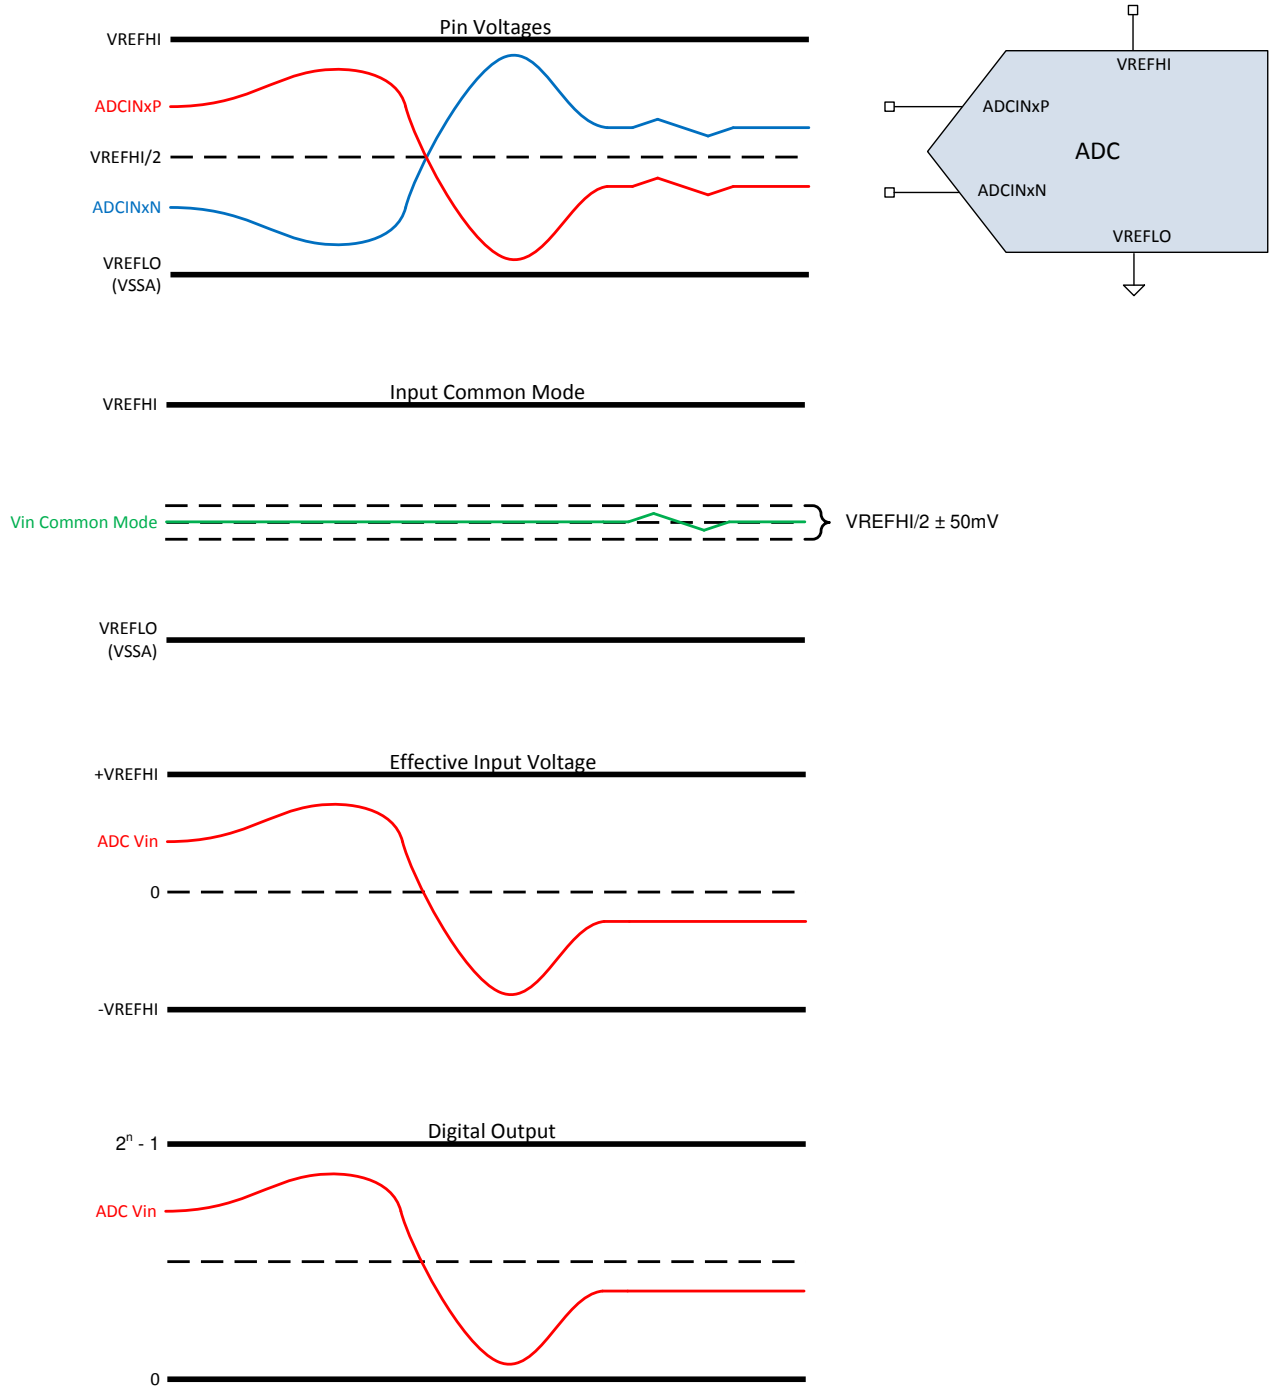 Pin Voltages
VREFHI
ADCINxP
VREFHI/2
ADCINxN
VREFLO
(VSSA)
VREFHI
ADCINxP
ADC
ADCINxN
VREFLO
Input Common Mode
VREFHI
Vin Common Mode
VREFHI/2 ± 50mV
VREFLO
(VSSA)
Effective Input Voltage
+VREFHI
ADC Vin
0
-VREFHI
Digital Output
2ⁿ - 1
ADC Vin
0